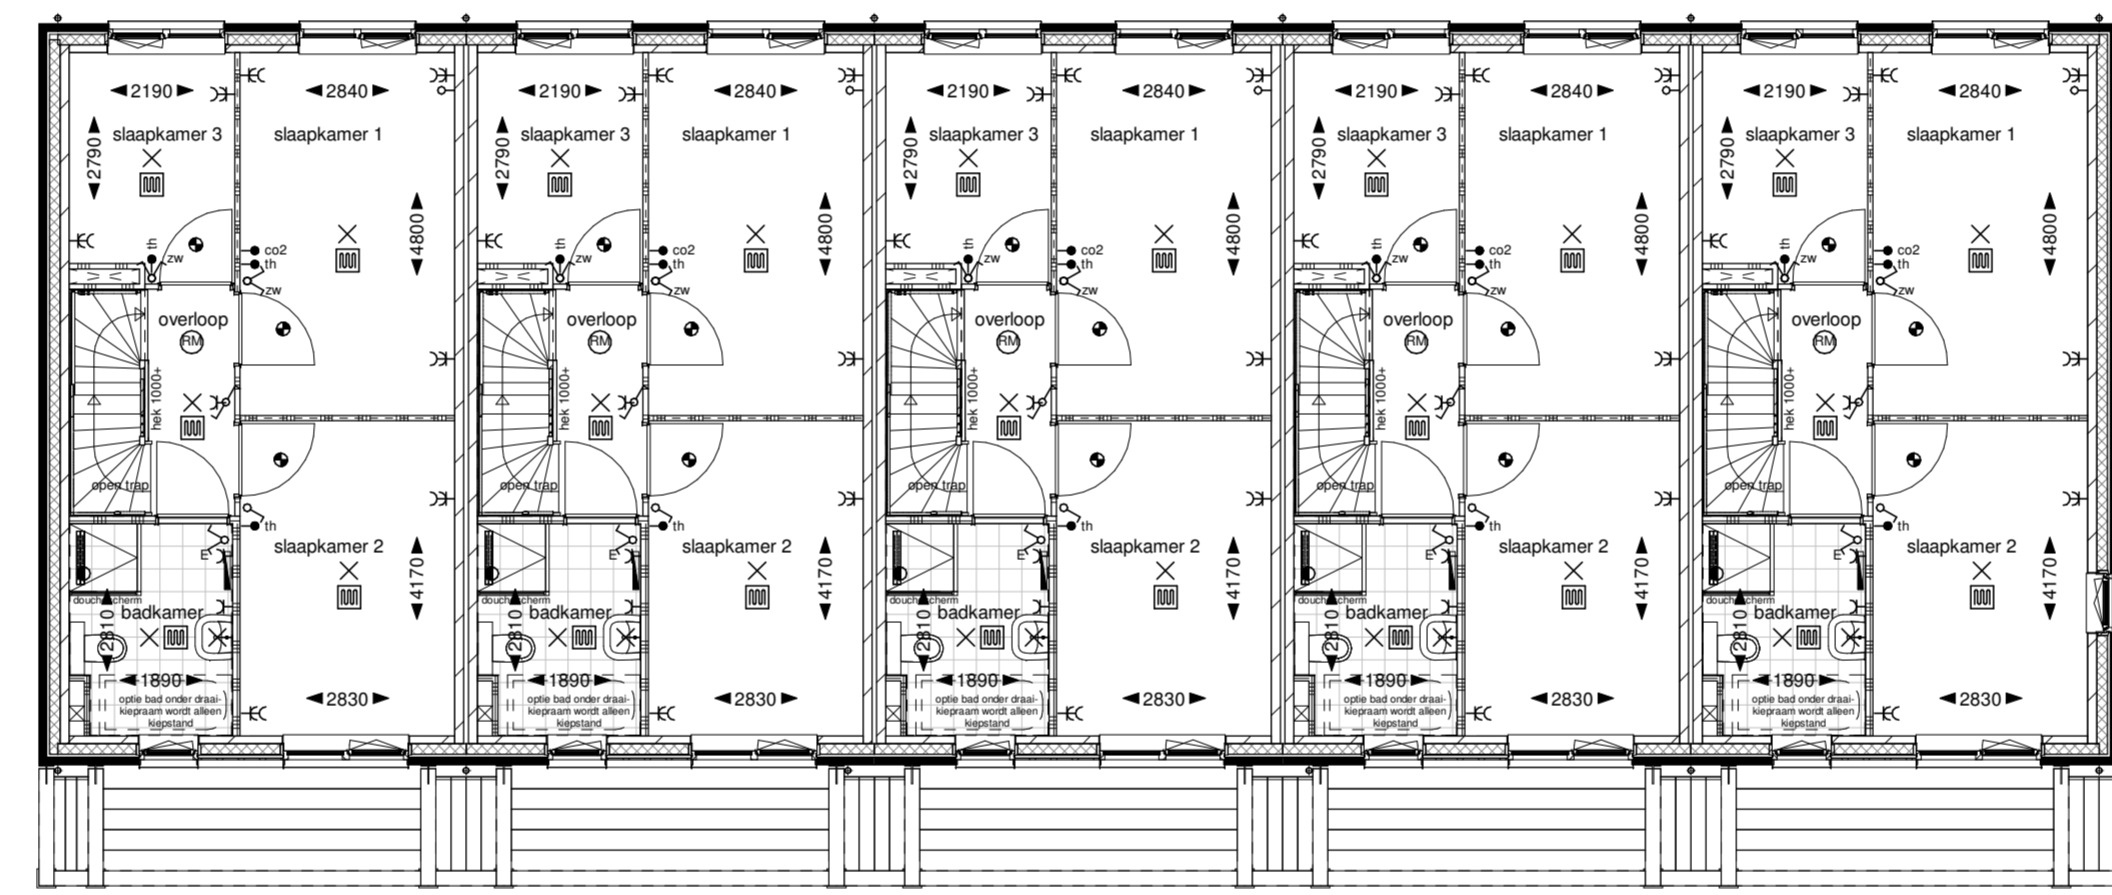 2190
2840
2790
slaapkamer 3
slaapkamer 1
4800
th
zw
co2
th
zw
overloop
RM
hek 1000+
open trap
th
E
slaapkamer 2
4170
douchescherm
badkamer
2810
1890
2830
optie bad onder draai-
kiepraam wordt alleen
kiepstand
2190
2840
2790
slaapkamer 3
slaapkamer 1
4800
th
zw
co2
th
zw
overloop
RM
hek 1000+
open trap
th
E
slaapkamer 2
4170
douchescherm
badkamer
2810
1890
2830
optie bad onder draai-
kiepraam wordt alleen
kiepstand
2190
2840
2790
slaapkamer 3
slaapkamer 1
4800
th
zw
co2
th
zw
overloop
RM
hek 1000+
open trap
th
E
slaapkamer 2
4170
douchescherm
badkamer
2810
1890
2830
optie bad onder draai-
kiepraam wordt alleen
kiepstand
2190
2840
2790
slaapkamer 3
slaapkamer 1
4800
th
zw
co2
th
zw
overloop
RM
hek 1000+
open trap
th
E
slaapkamer 2
4170
douchescherm
badkamer
2810
1890
2830
optie bad onder draai-
kiepraam wordt alleen
kiepstand
2190
2840
2790
slaapkamer 3
slaapkamer 1
4800
th
zw
co2
th
zw
overloop
RM
hek 1000+
open trap
th
E
slaapkamer 2
4170
douchescherm
badkamer
2810
1890
2830
optie bad onder draai-
kiepraam wordt alleen
kiepstand